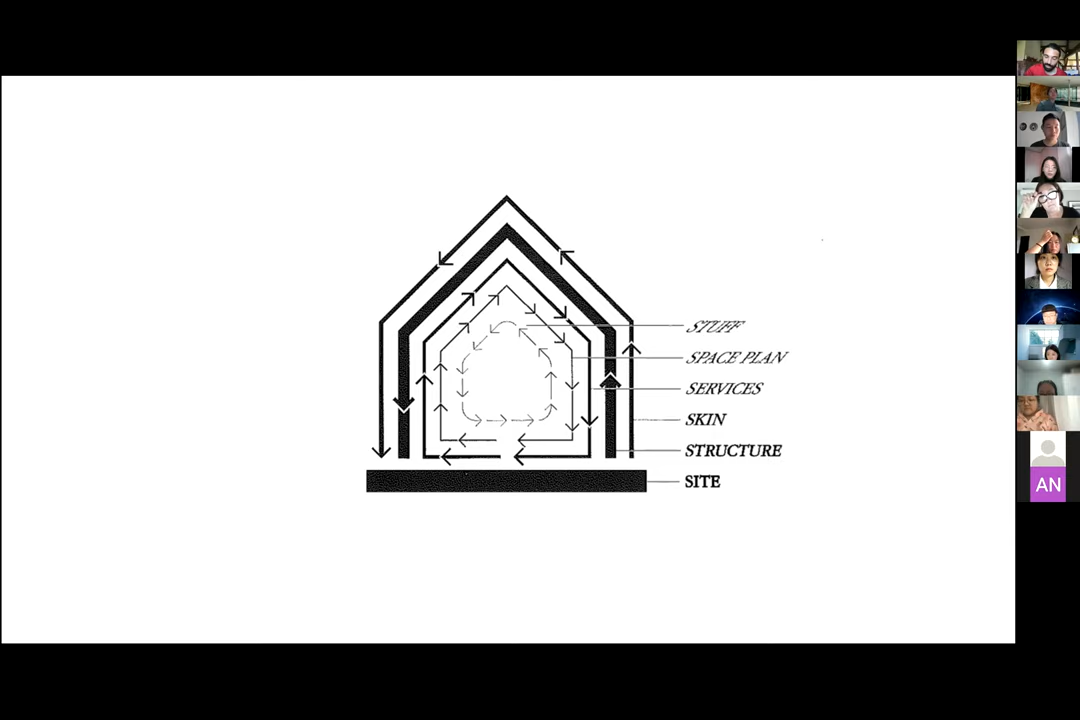 STUFF
SPACE PLAN
SERVICES
SKIN
STRUCTURE
SITE
AN